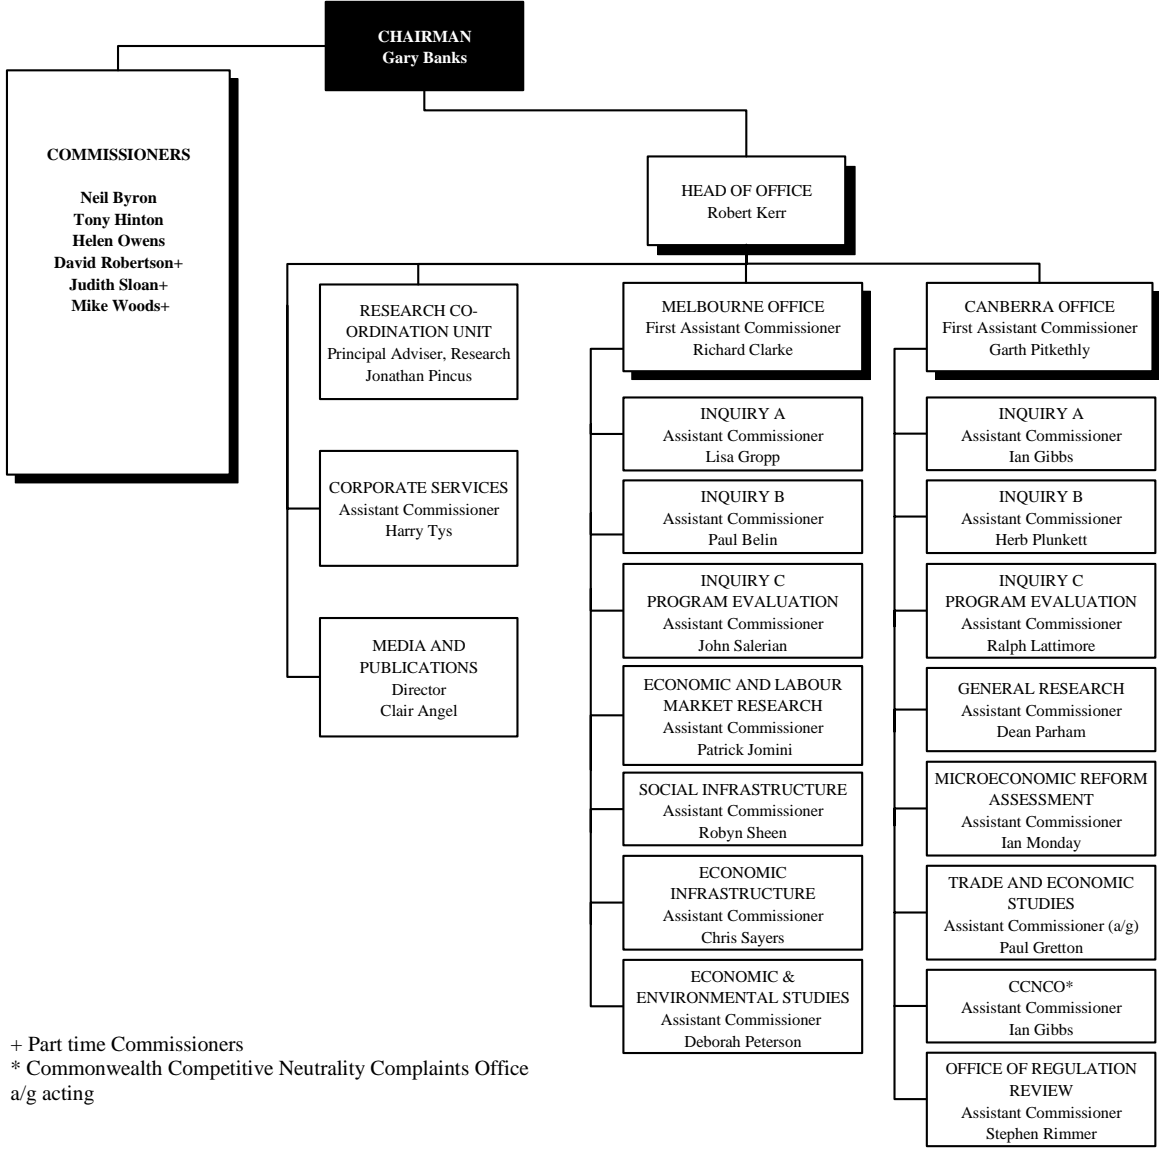 CHAIRMAN
Gary Banks
COMMISSIONERS
Neil Byron
Tony Hinton
Helen Owens
David Robertson+
Judith Sloan+
Mike Woods+
HEAD OF OFFICE
Robert Kerr
RESEARCH CO-
ORDINATION UNIT
Principal Adviser, Research
Jonathan Pincus
CORPORATE SERVICES
Assistant Commissioner
Harry Tys
MEDIA AND
PUBLICATIONS
Director
Clair Angel
MELBOURNE OFFICE
First Assistant Commissioner
Richard Clarke
INQUIRY A
Assistant Commissioner
Lisa Gropp
INQUIRY B
Assistant Commissioner
Paul Belin
INQUIRY C
PROGRAM EVALUATION
Assistant Commissioner
John Salerian
ECONOMIC AND LABOUR
MARKET RESEARCH
Assistant Commissioner
Patrick Jomini
SOCIAL INFRASTRUCTURE
Assistant Commissioner
Robyn Sheen
ECONOMIC
INFRASTRUCTURE
Assistant Commissioner
Chris Sayers
ECONOMIC &
ENVIRONMENTAL STUDIES
Assistant Commissioner
Deborah Peterson
CANBERRA OFFICE
First Assistant Commissioner
Garth Pitkethly
INQUIRY A
Assistant Commissioner
Ian Gibbs
INQUIRY B
Assistant Commissioner
Herb Plunkett
INQUIRY C
PROGRAM EVALUATION
Assistant Commissioner
Ralph Lattimore
GENERAL RESEARCH
Assistant Commissioner
Dean Parham
MICROECONOMIC REFORM
ASSESSMENT
Assistant Commissioner
Ian Monday
TRADE AND ECONOMIC
STUDIES
Assistant Commissioner (a/g)
Paul Gretton
CCNCO*
Assistant Commissioner
Ian Gibbs
OFFICE OF REGULATION
REVIEW
Assistant Commissioner
Stephen Rimmer
+ Part time Commissioners
* Commonwealth Competitive Neutrality Complaints Office
a/g acting